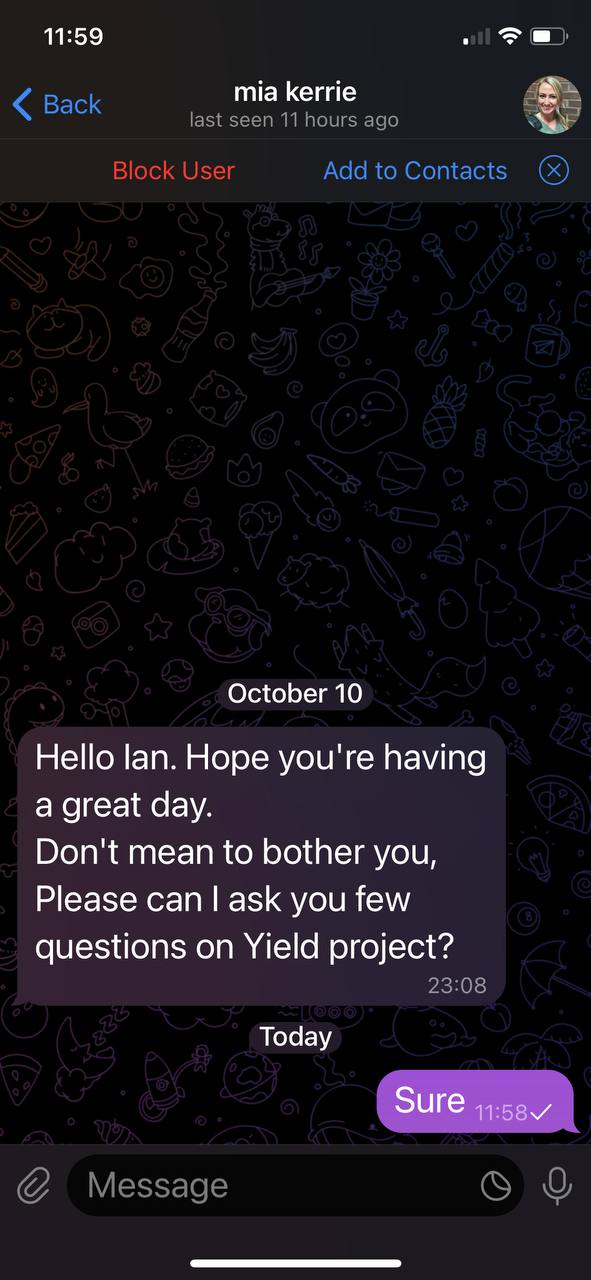 11:59
Back
mia kerrie
last seen 11 hours ago
Block User
Add to Contacts
October 10
Hello Ian. Hope you're having
a great day.
Don't mean to bother you,
Please can I ask you few
questions on Yield project?
23:08
Today
Sure 11:58
Message